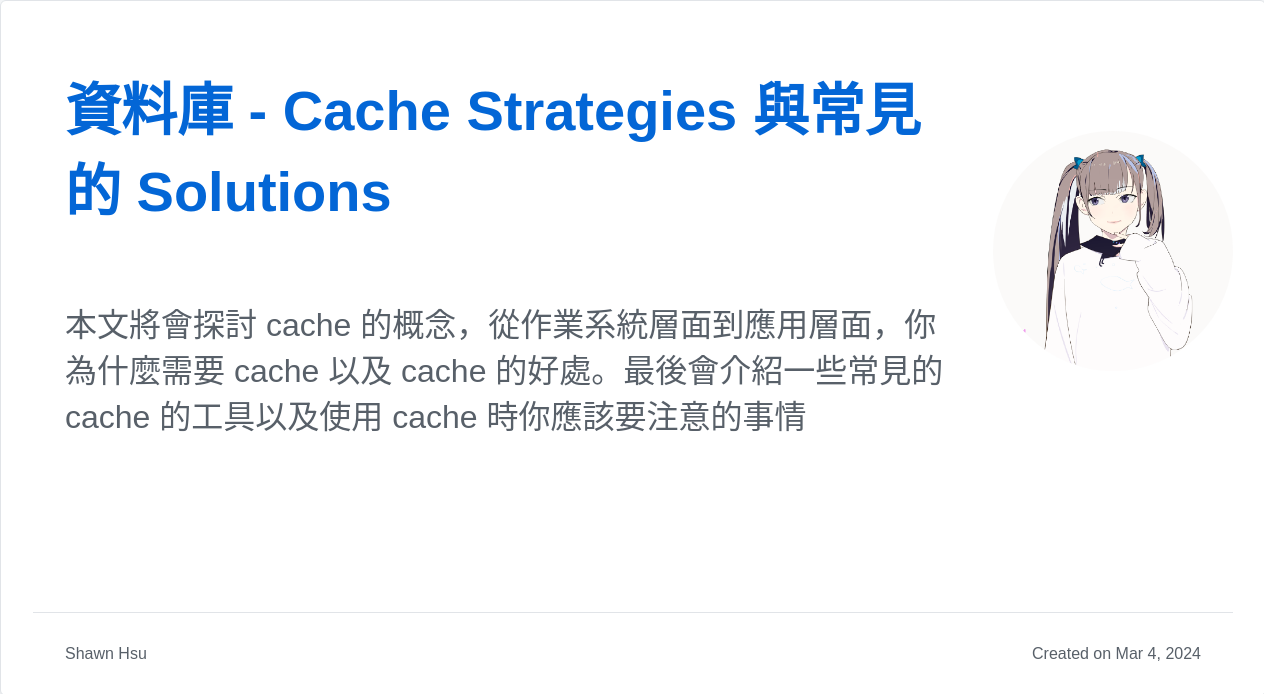 資料庫 - Cache Strategies 與常見
的 Solutions
本文將會探討 cache 的概念，從作業系統層面到應用層面，你
為什麼需要 cache 以及 cache 的好處。最後會介紹一些常見的
cache 的工具以及使用 cache 時你應該要注意的事情
Shawn Hsu
Created on Mar 4, 2024